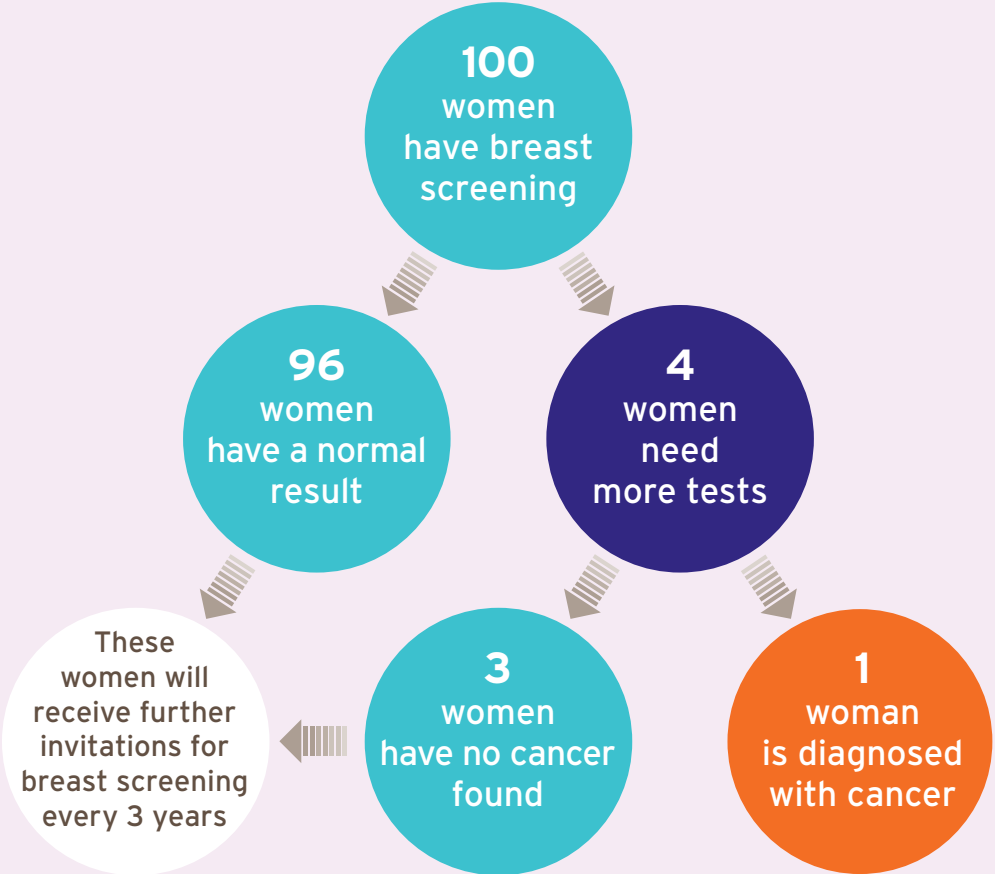 100
women
have breast
screening
96
women
have a normal
result
4
women
need
more tests
These
women will
receive further
invitations for
breast screening
every 3 years
3
women
have no cancer
found
1
woman
is diagnosed
with cancer